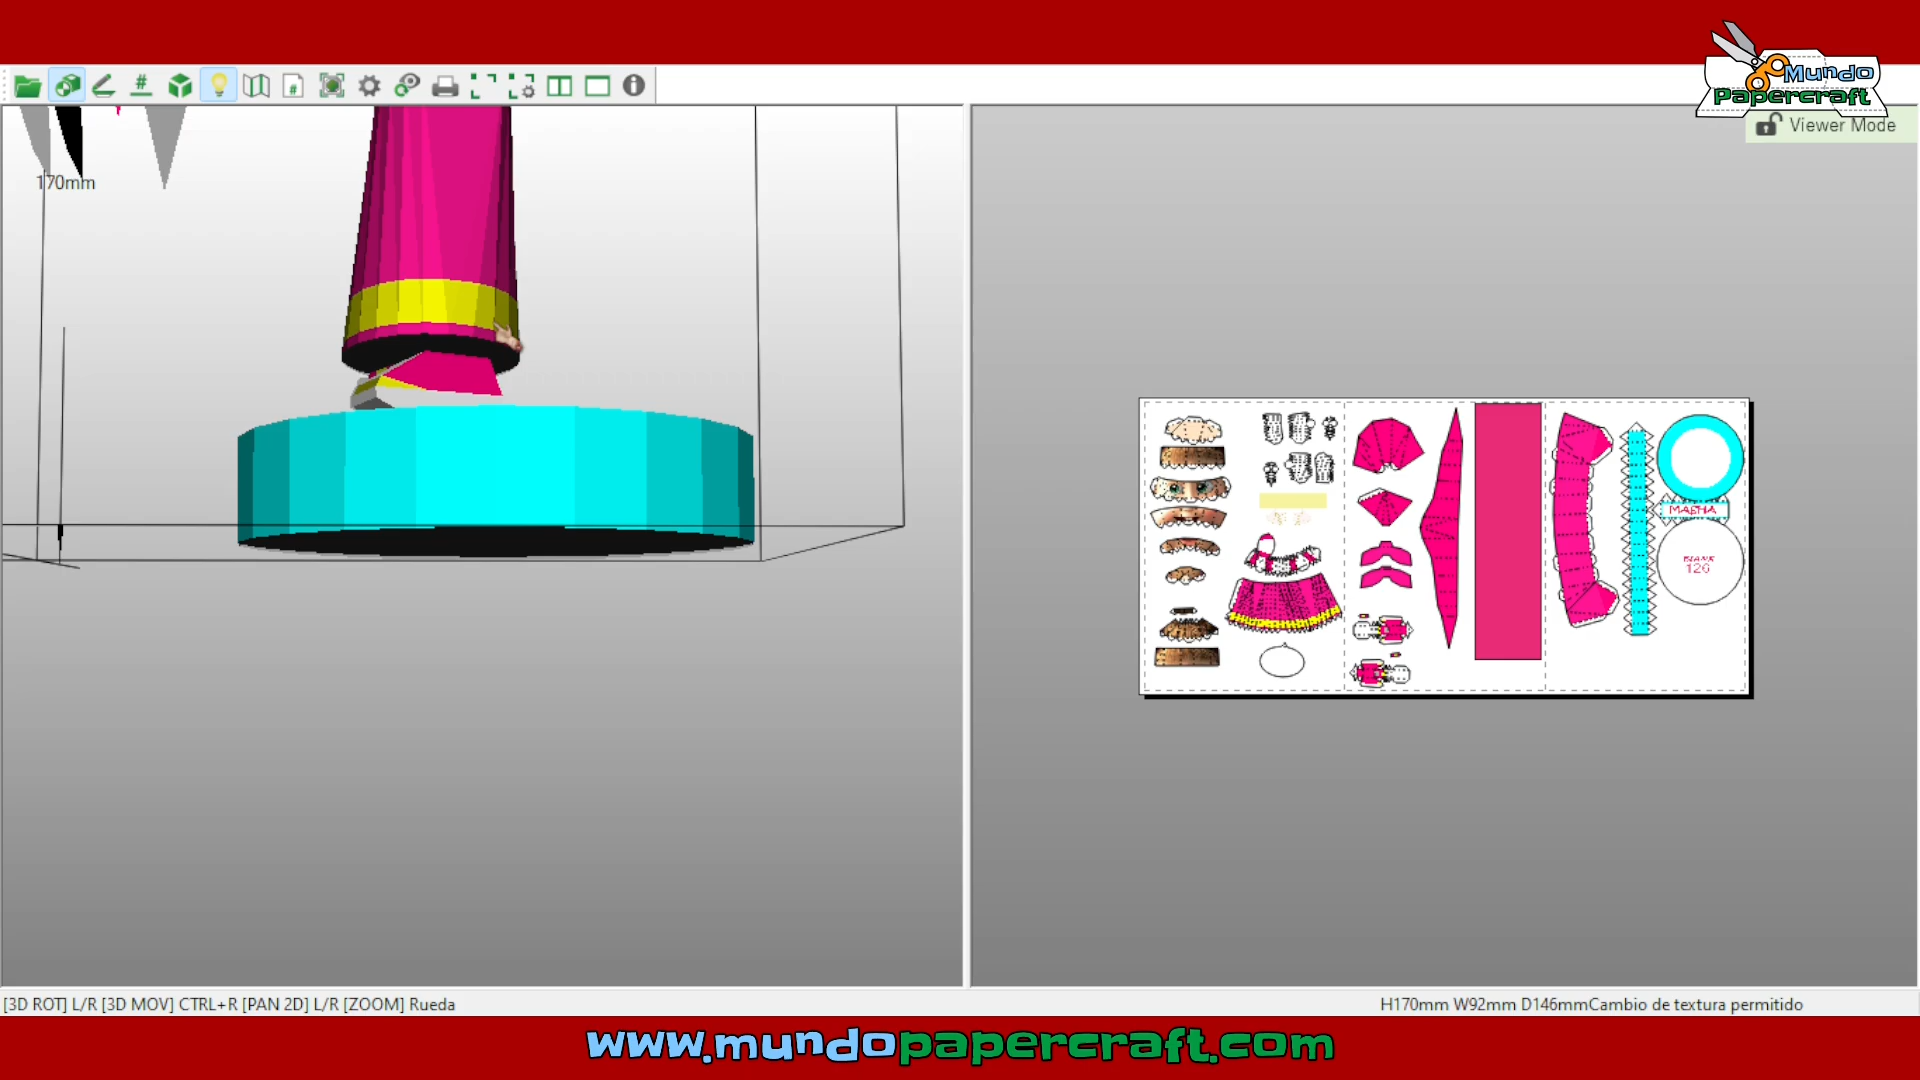 Mundo
Papercraft
Viewer Mode
170mm
MASHA
126
[3D ROT] L/R [3D MOV] CTRL+R [PAN 2D] L/R [ZOOM] Rueda
H170mm W92mm D146mmCambio de textura permitido
www.mundopapercraft.com